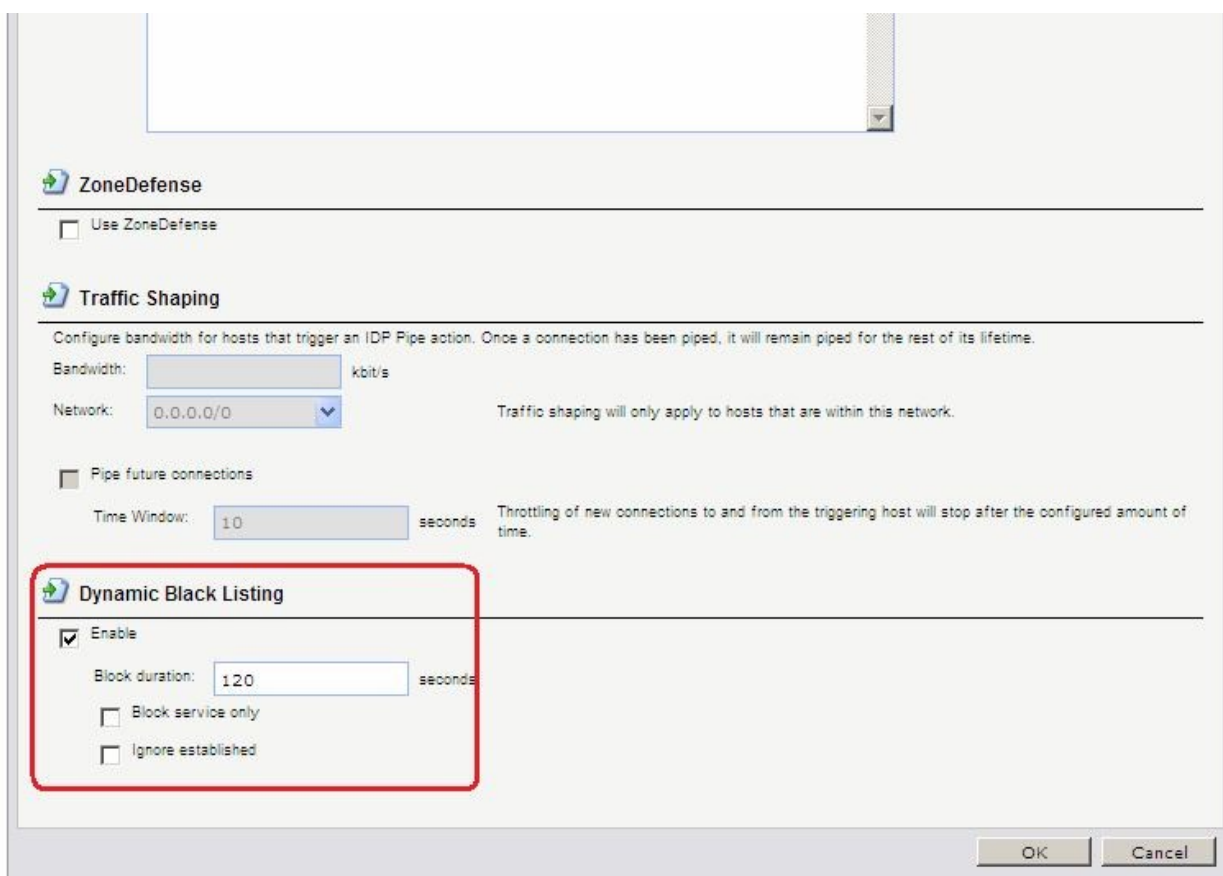 ZoneDefense
Use ZoneDefense
Traffic Shaping
Configure bandwidth for hosts that trigger an IDP Pipe action. Once a connection has been piped, it will remain piped for the rest of its lifetime.
Bandwidth: kbit/s
Network: 0.0.0.0/0 Traffic shaping will only apply to hosts that are within this network.
Pipe future connections
Time Window: 10 seconds Throttling of new connections to and from the triggering host will stop after the configured amount of
time.
Dynamic Black Listing
Enable
Block duration: 120 seconds
Block service only
Ignore established
OK Cancel